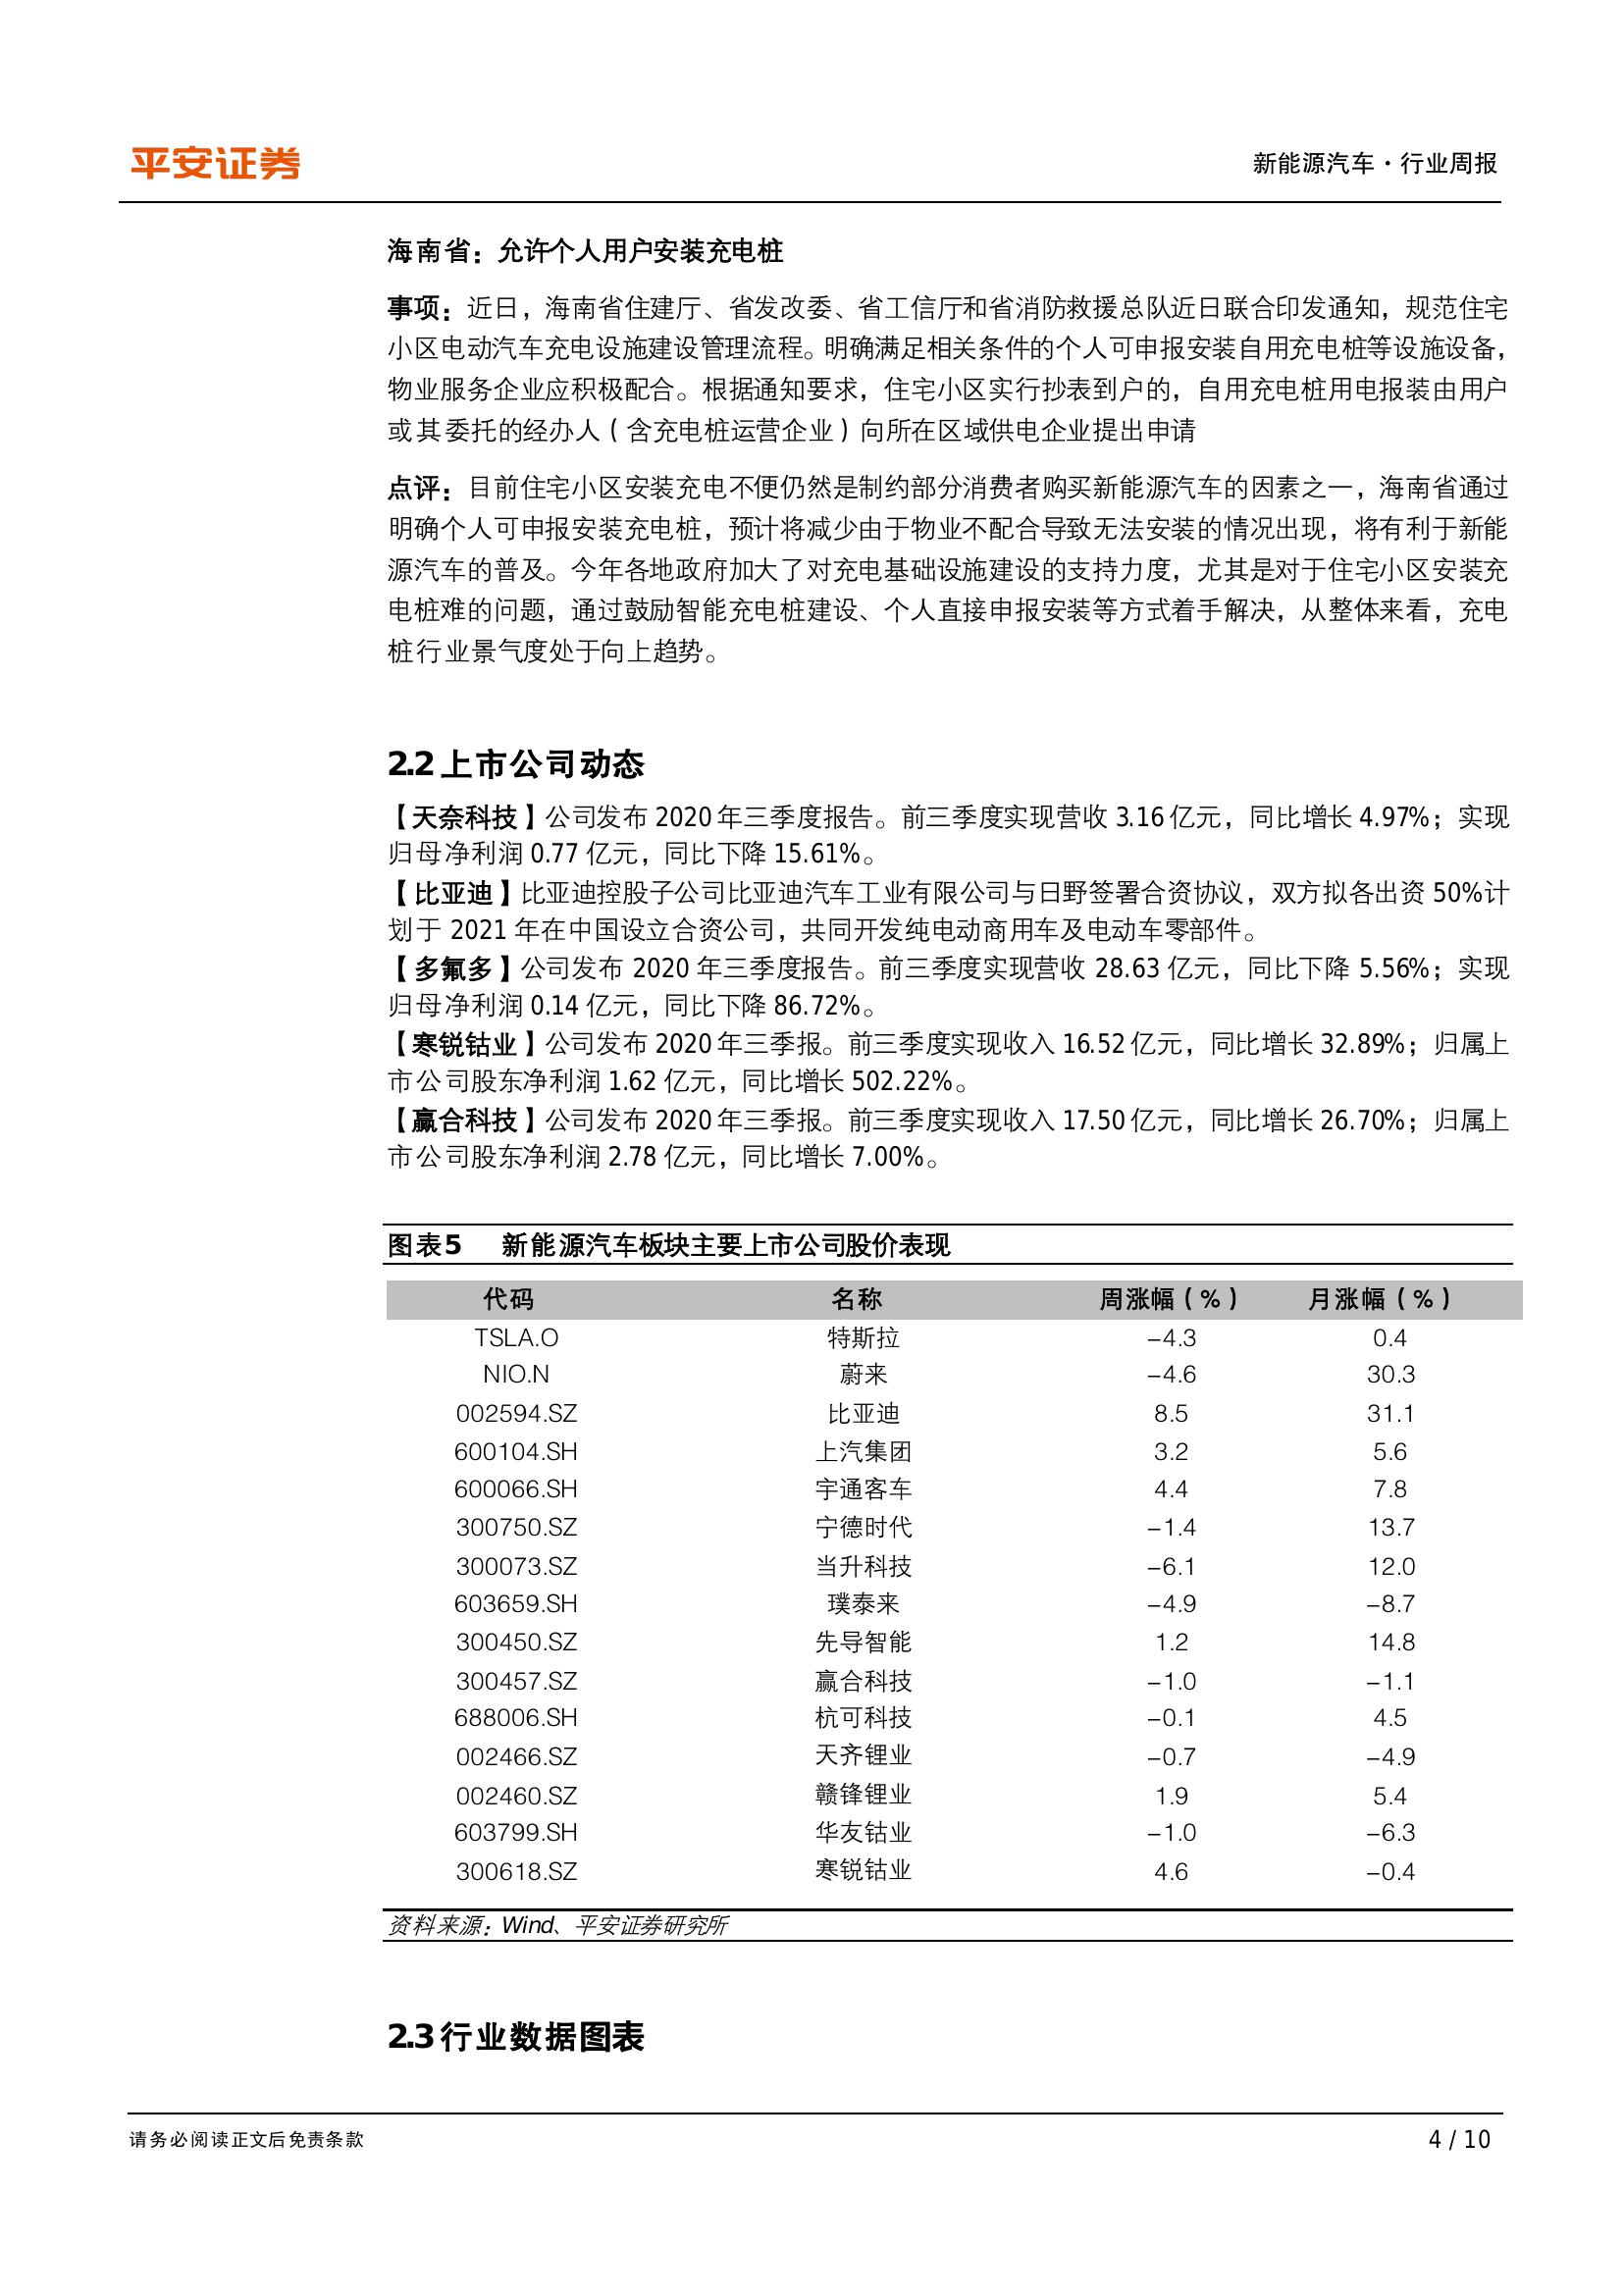 平安证券
新能源汽车·行业周报
海南省：允许个人用户安装充电桩
事项：近日，海南省住建厅、省发改委、省工信厅和省消防救援总队近日联合印发通知，规范住宅
小区电动汽车充电设施建设管理流程。明确满足相关条件的个人可申报安装自用充电桩等设施设备，
物业服务企业应积极配合。根据通知要求，住宅小区实行抄表到户的，自用充电桩用电报装由用户
或其委托的经办人（含充电桩运营企业）向所在区域供电企业提出申请
点评：目前住宅小区安装充电不便仍然是制约部分消费者购买新能源汽车的因素之一，海南省通过
明确个人可申报安装充电桩，预计将减少由于物业不配合导致无法安装的情况出现，将有利于新能
源汽车的普及。今年各地政府加大了对充电基础设施建设的支持力度，尤其是对于住宅小区安装充
电桩难的问题，通过鼓励智能充电桩建设、个人直接申报安装等方式着手解决，从整体来看，充电
桩行业景气度处于向上趋势。
2.2 上市公司动态
【天奈科技】公司发布 2020 年三季度报告。前三季度实现营收 3.16 亿元，同比增长 4.97%；实现
归母净利润 0.77 亿元，同比下降 15.61%。
【比亚迪】比亚迪控股子公司比亚迪汽车工业有限公司与日野签署合资协议，双方拟各出资 50%计
划于 2021 年在中国设立合资公司，共同开发纯电动商用车及电动车零部件。
【多氟多】公司发布 2020 年三季度报告。前三季度实现营收 28.63 亿元，同比下降 5.56%；实现
归母净利润 0.14 亿元，同比下降 86.72%。
【寒锐钴业】公司发布 2020 年三季报。前三季度实现收入 16.52 亿元，同比增长 32.89%；归属上
市公司股东净利润 1.62 亿元，同比增长 502.22%。
【赢合科技】公司发布 2020 年三季报。前三季度实现收入 17.50 亿元，同比增长 26.70%；归属上
市公司股东净利润 2.78 亿元，同比增长 7.00%。
图表5 新能源汽车板块主要上市公司股价表现
代码 名称 周涨幅（%） 月涨幅（%）
TSLA.O 特斯拉 -4.3 0.4
NIO.N 蔚来 -4.6 30.3
002594.SZ 比亚迪 8.5 31.1
600104.SH 上汽集团 3.2 5.6
600066.SH 宇通客车 4.4 7.8
300750.SZ 宁德时代 -1.4 13.7
300073.SZ 当升科技 -6.1 12.0
603659.SH 璞泰来 -4.9 -8.7
300450.SZ 先导智能 1.2 14.8
300457.SZ 赢合科技 -1.0 -1.1
688006.SH 杭可科技 -0.1 4.5
002466.SZ 天齐锂业 -0.7 -4.9
002460.SZ 赣锋锂业 1.9 5.4
603799.SH 华友钴业 -1.0 -6.3
300618.SZ 寒锐钴业 4.6 -0.4
资料来源：Wind、平安证券研究所
2.3 行业数据图表
请务必阅读正文后免责条款
4 / 10